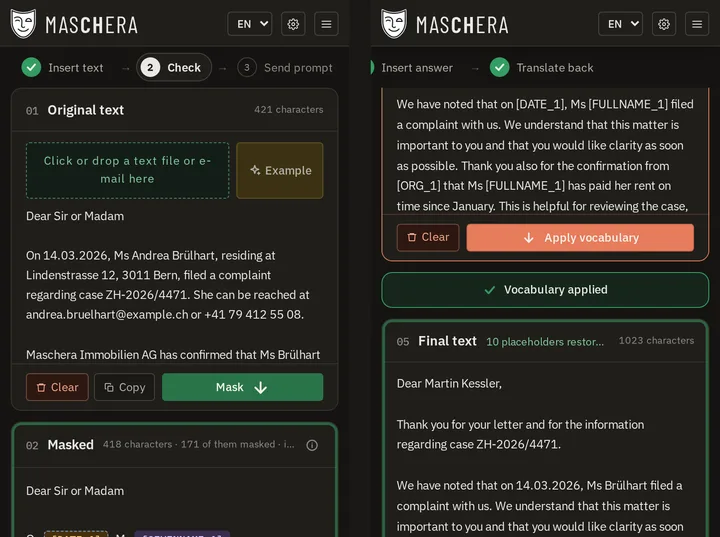 MASCHERA
EN
Insert text → 2 Check → 3 Send prompt
01 Original text 421 characters
Click or drop a text file or e-
mail here
Example
Dear Sir or Madam
On 14.03.2026, Ms Andrea Brülhart, residing at
Lindenstrasse 12, 3011 Bern, filed a complaint
regarding case ZH-2026/4471. She can be reached at
andrea.bruelhart@example.ch or +41 79 412 55 08.
Maschera Immobilien AG has confirmed that Ms Brülhart
Clear Copy Mask
02 Masked 418 characters · 171 of them masked · i...
Dear Sir or Madam
MASCHERA
EN
Insert answer → Translate back
We have noted that on [DATE_1], Ms [FULLNAME_1] filed
a complaint with us. We understand that this matter is
important to you and that you would like clarity as soon
as possible. Thank you also for the confirmation from
[ORG_1] that Ms [FULLNAME_1] has paid her rent on
time since January. This is helpful for reviewing the case,
Clear Apply vocabulary
Vocabulary applied
05 Final text 10 placeholders restor... 1023 characters
Dear Martin Kessler,
Thank you for your letter and for the information
regarding case ZH-2026/4471.
We have noted that on 14.03.2026, Ms Brülhart filed a
complaint with us. We understand that this matter is
important to you and that you would like clarity as soon